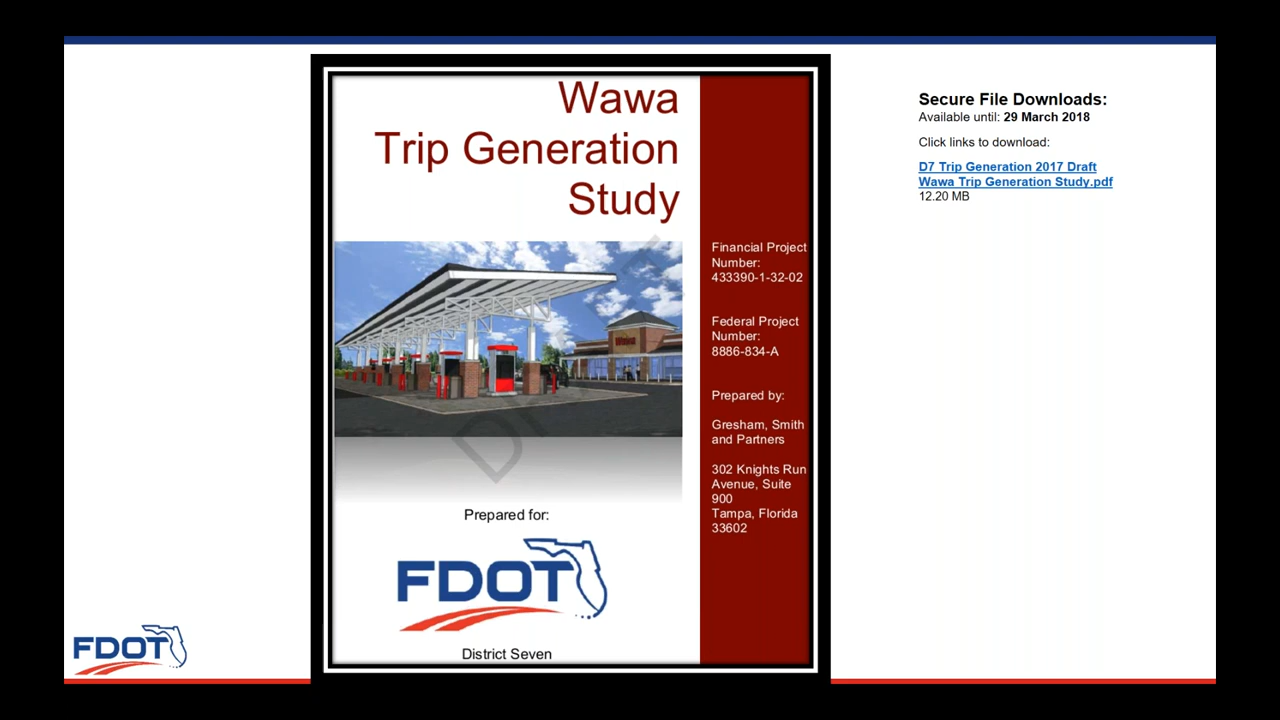 Wawa
Trip Generation
Study
DRAFT
Financial Project
Number:
433390-1-32-02
Federal Project
Number:
8886-834-A
Prepared by:
Gresham, Smith
and Partners
302 Knights Run
Avenue, Suite
900
Tampa, Florida
33602
Wawa
Prepared for:
FDOT
District Seven
Secure File Downloads:
Available until: 29 March 2018
Click links to download:
D7 Trip Generation 2017 Draft
Wawa Trip Generation Study.pdf
12.20 MB
FDOT